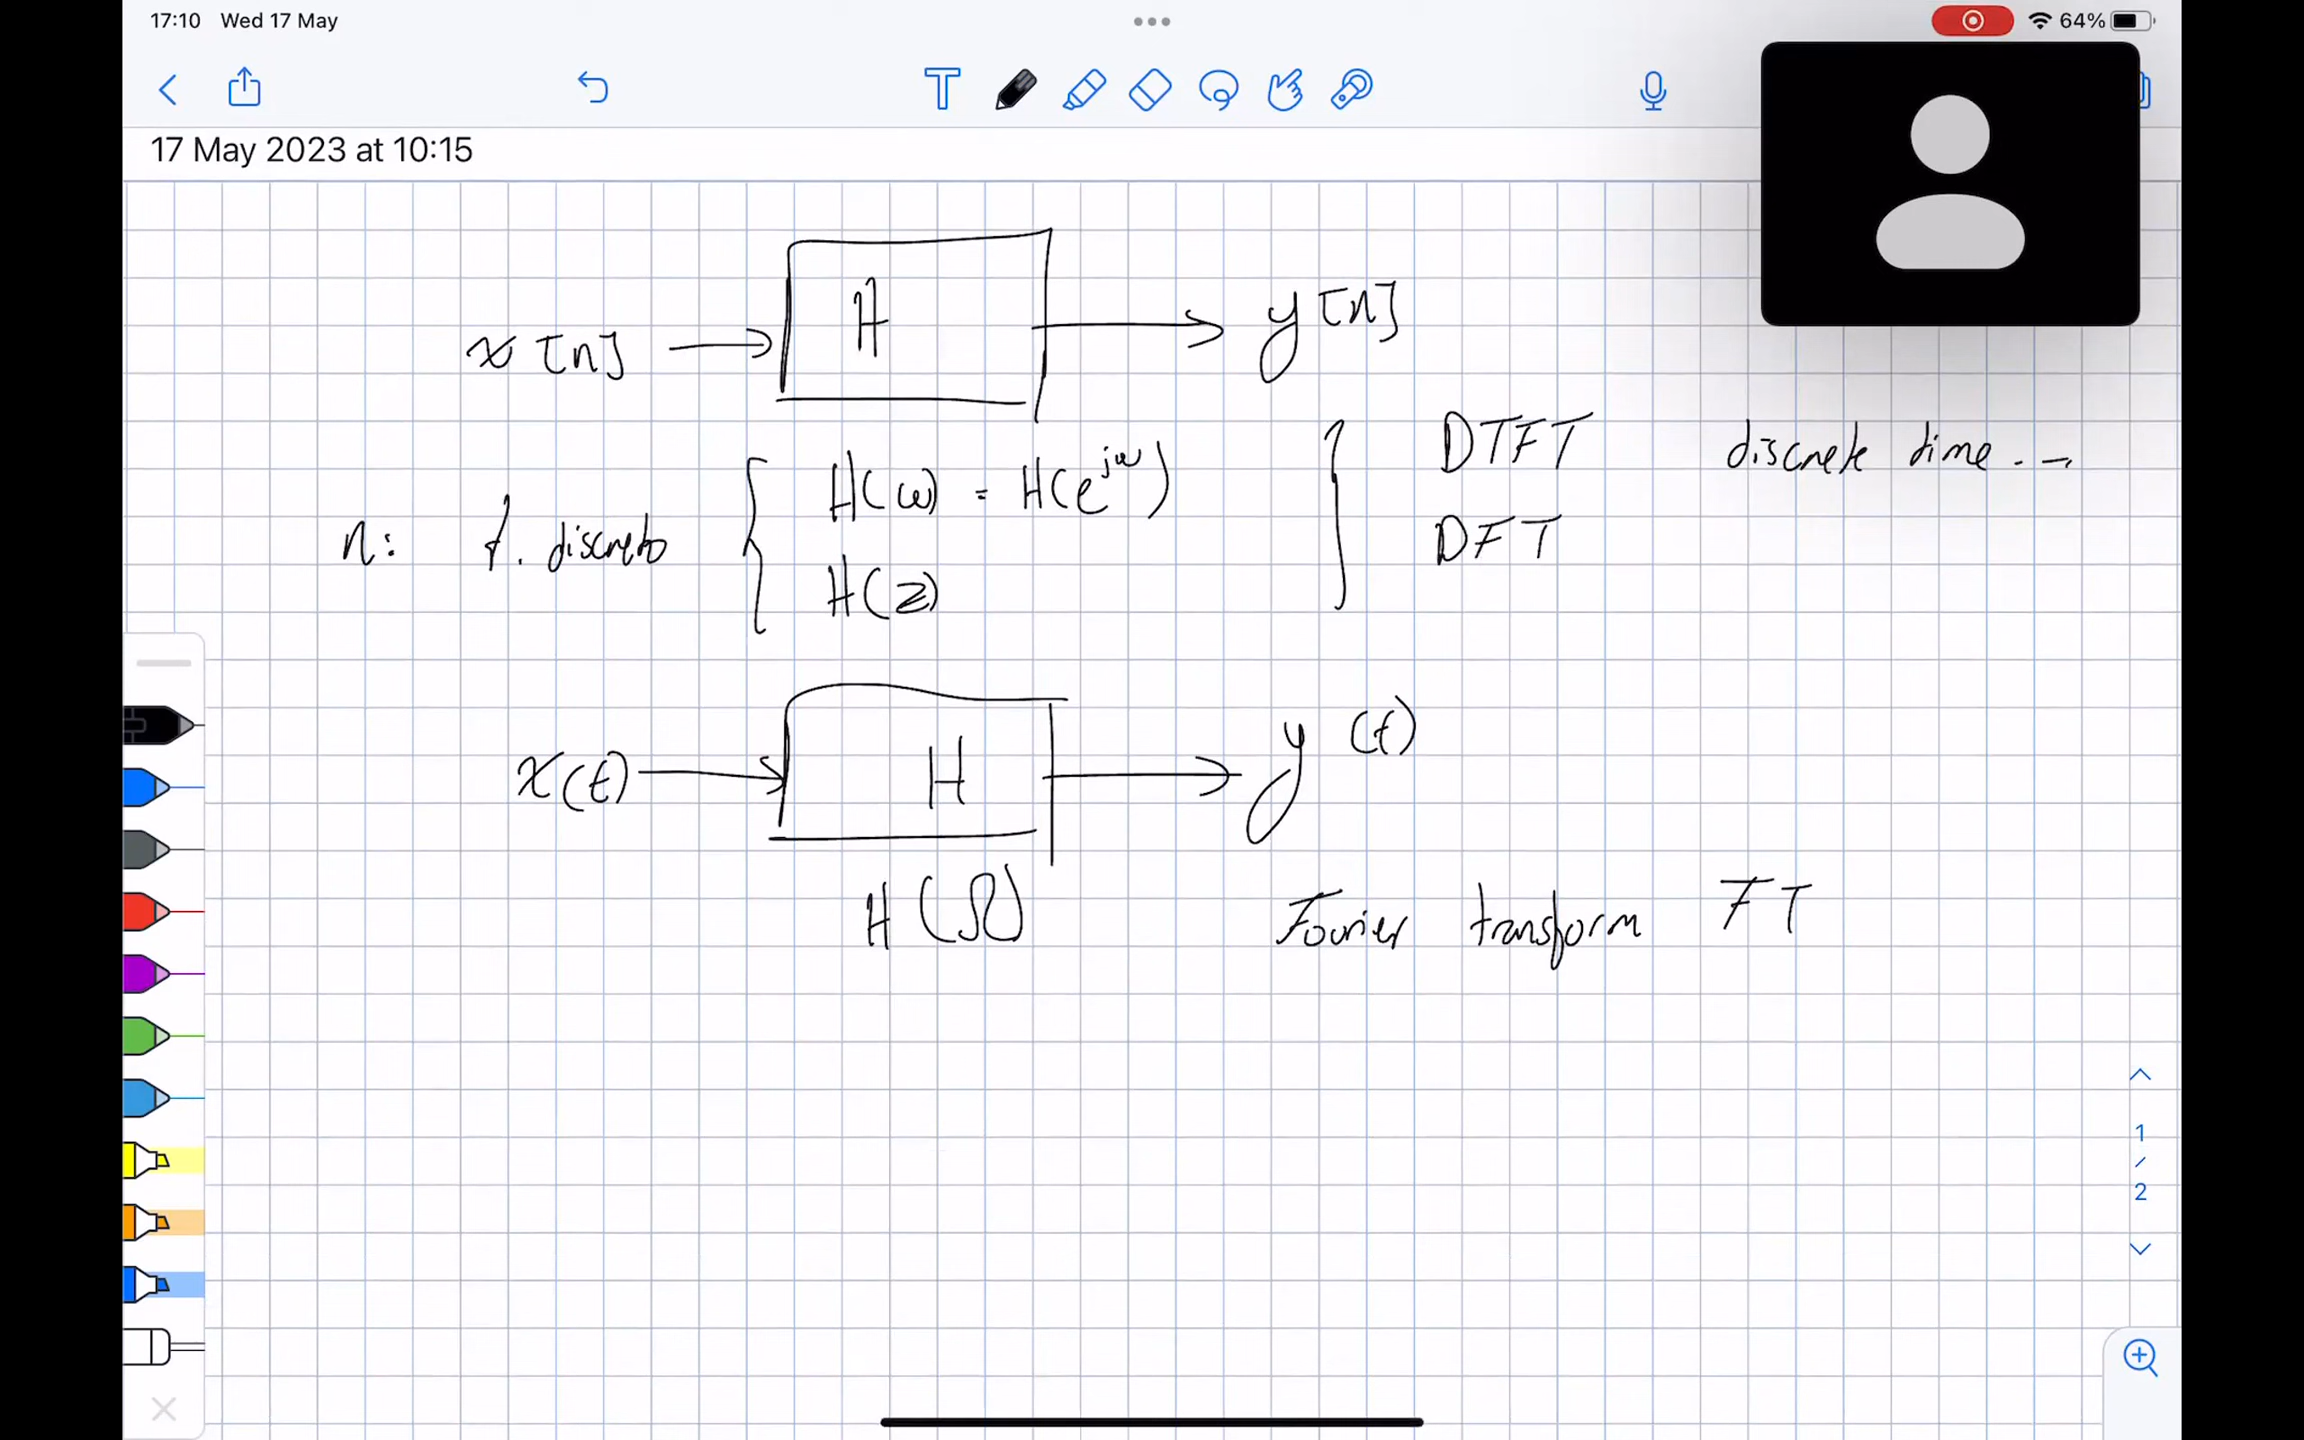 17:10 Wed 17 May
64%
T
17 May 2023 at 10:15
x[n] → H → y[n]
n: t. discreto { H(ω) = H(e^{jω}) } DTFT discrete time . –.
H(z) DFT
x(t) → H → y(t)
H(Ω) Fourier transform FT
1
/
2